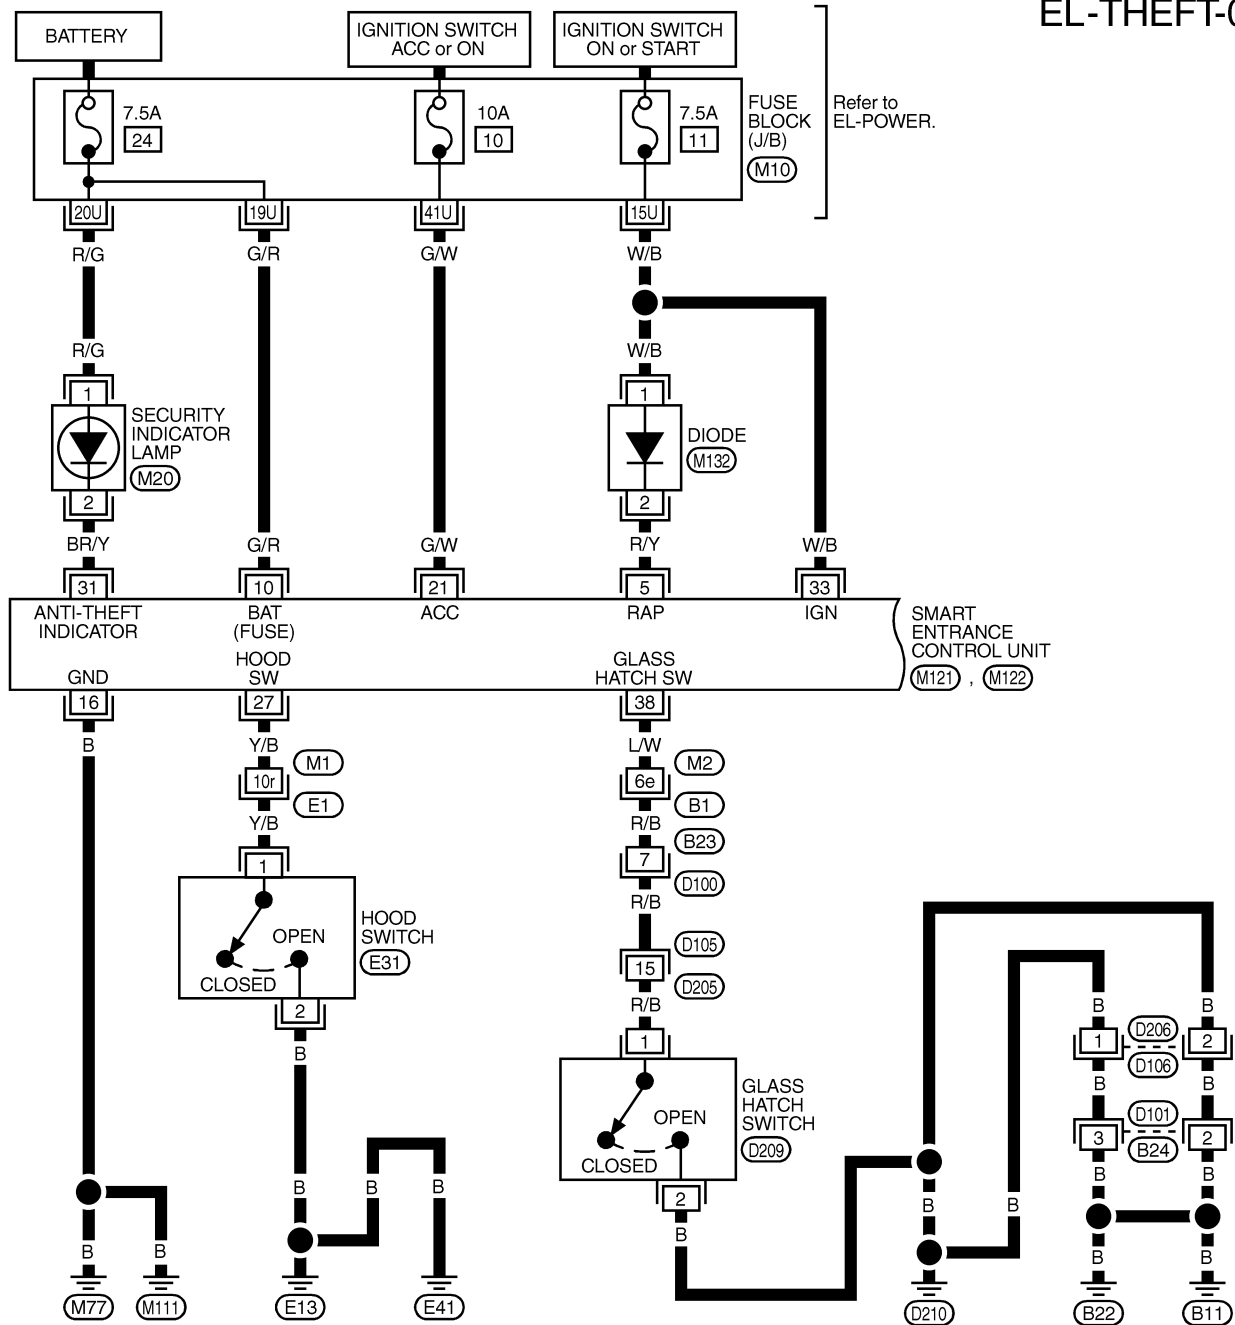 EL-THEFT-0
BATTERY
IGNITION SWITCH
ACC or ON
IGNITION SWITCH
ON or START
7.5A
24
10A
10
7.5A
11
FUSE
BLOCK
(J/B)
M10
Refer to
EL-POWER.
20U
19U
41U
15U
R/G
G/R
G/W
W/B
R/G
W/B
1
1
SECURITY
INDICATOR
LAMP
M20
DIODE
M132
2
2
BR/Y
G/R
G/W
R/Y
W/B
31
10
21
5
33
ANTI-THEFT
INDICATOR
BAT
(FUSE)
ACC
RAP
IGN
SMART
ENTRANCE
CONTROL UNIT
M121 , M122
GND
HOOD
SW
GLASS
HATCH SW
16
27
38
B
Y/B
L/W
M1
10r
E1
M2
6e
B1
Y/B
R/B
B23
7
D100
1
R/B
HOOD
SWITCH
E31
OPEN
CLOSED
D105
15
D205
2
R/B
B
1
GLASS
HATCH
SWITCH
D209
OPEN
CLOSED
2
B
B
B
1
D206
D106
2
B
B
3
D101
B24
2
B
B
B
B
B
B
B
B
B
B
B
B
M77
M111
E13
E41
D210
B22
B11